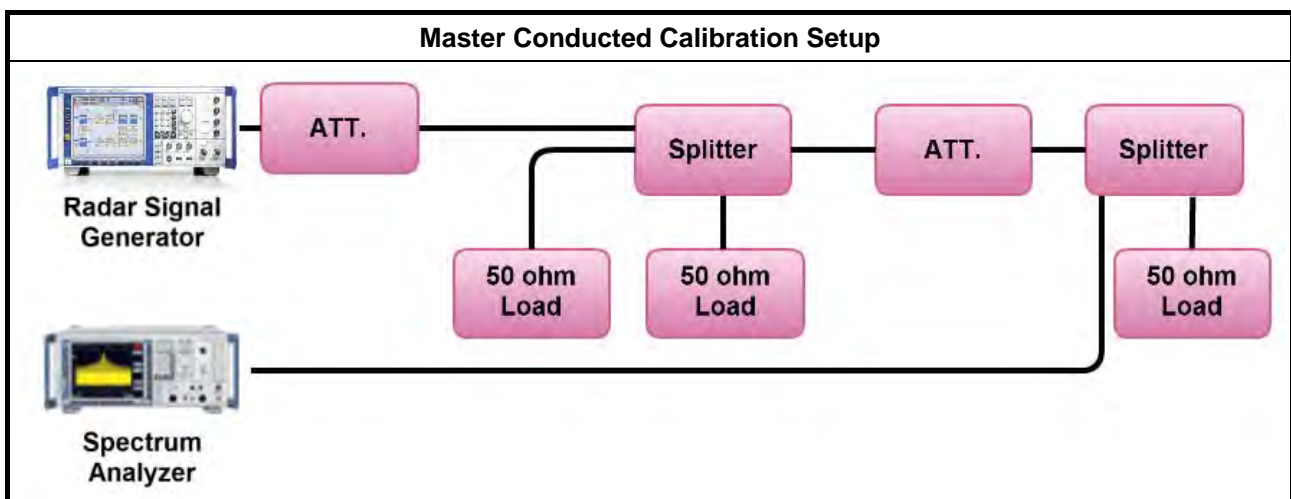 Master Conducted Calibration Setup
ATT.
Splitter
ATT.
Splitter
Radar Signal
Generator
50 ohm
Load
50 ohm
Load
50 ohm
Load
Spectrum
Analyzer